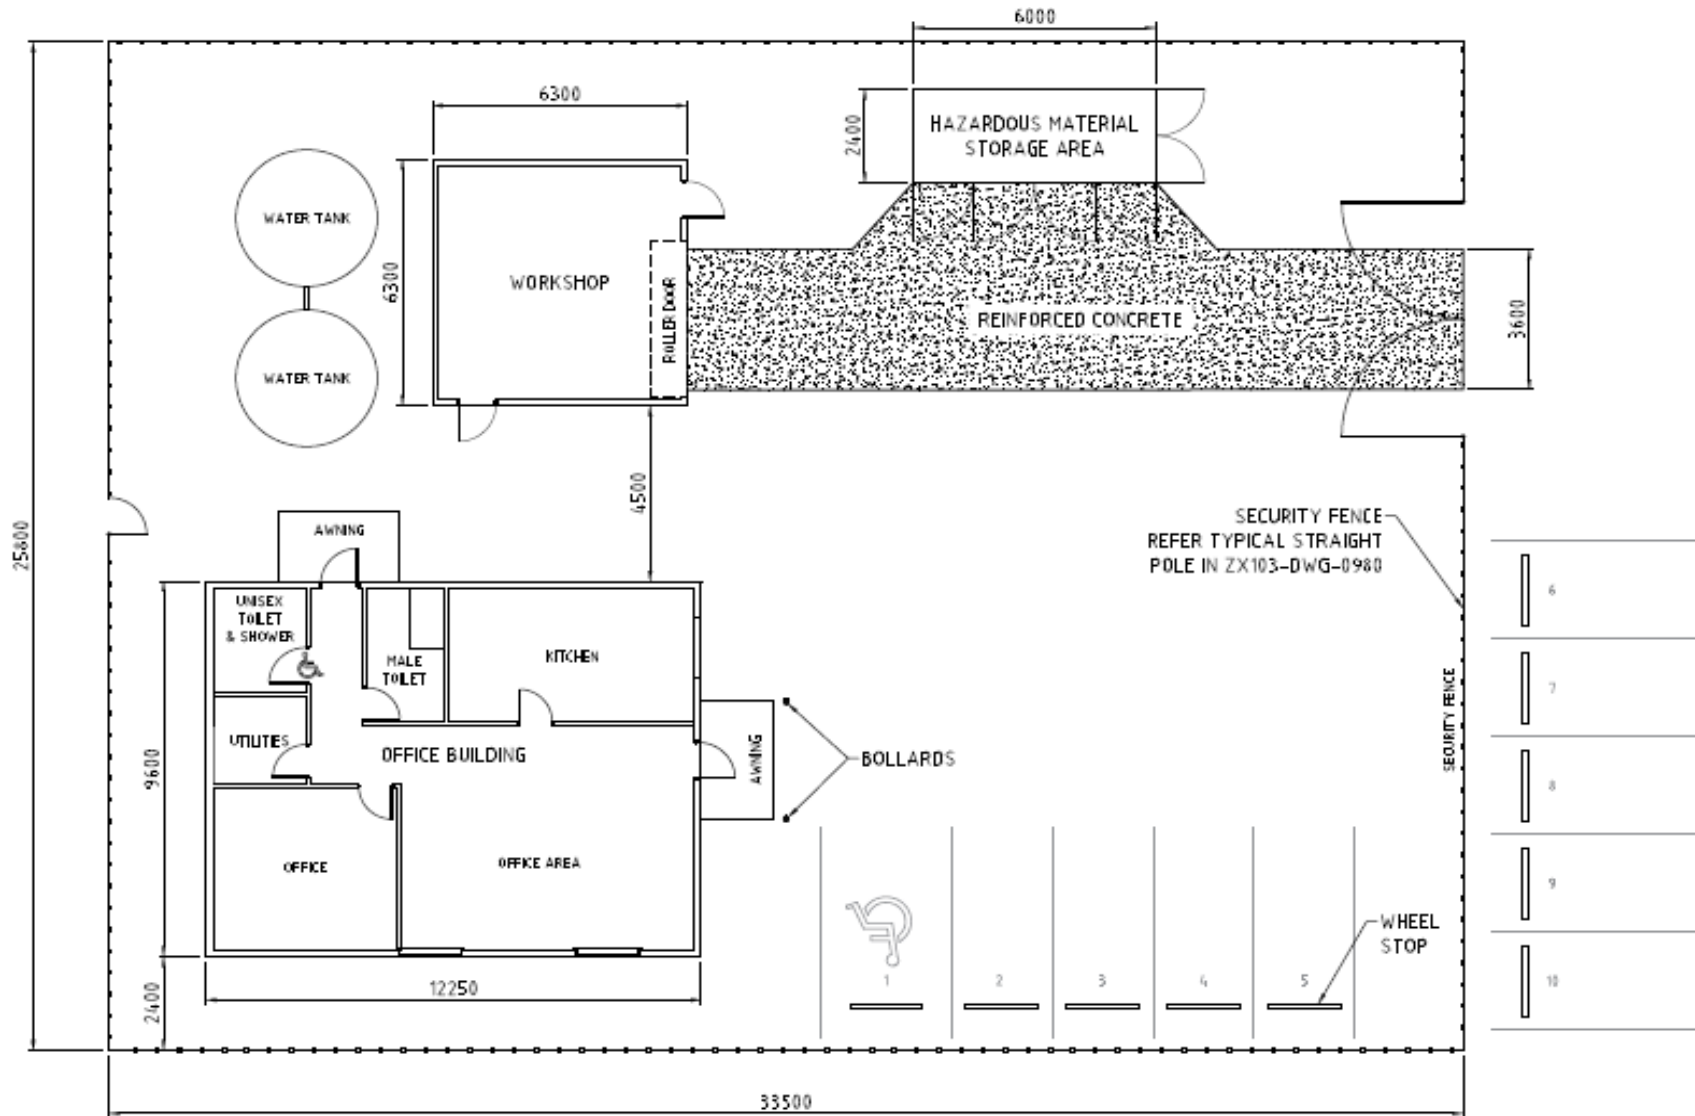 6000
6300
2400
HAZARDOUS MATERIAL
STORAGE AREA
WATER TANK
WORKSHOP
6300
ROLLER DOOR
REINFORCED CONCRETE
3600
WATER TANK
4500
25800
AWNING
SECURITY FENCE
REFER TYPICAL STRAIGHT
POLE IN ZX103-DWG-0980
UNISEX
TOILET
& SHOWER
MALE
TOILET
KITCHEN
6
7
SECURITY FENCE
UTILITIES
OFFICE BUILDING
AWNING
BOLLARDS
9600
8
OFFICE
OFFICE AREA
9
WHEEL
STOP
1
2
3
4
5
10
12250
2400
33500